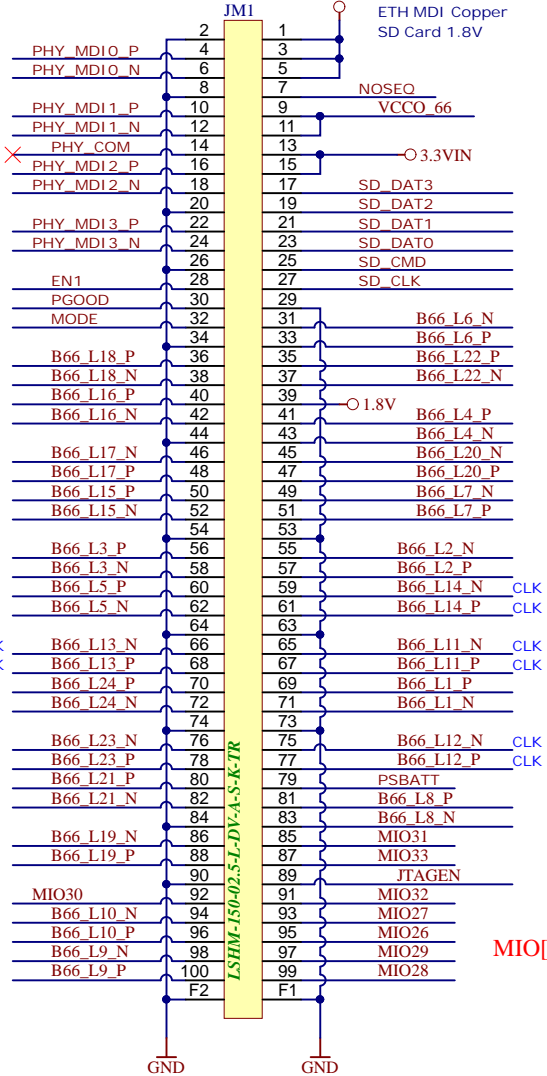 JM1
ETH MDI Copper
SD Card 1.8V
2 1
PHY_MDI0_P 4 3
PHY_MDI0_N 6 5
8 7 NOSEQ
PHY_MDI1_P 10 9 VCCO_66
PHY_MDI1_N 12 11
PHY_COM 14 13 3.3VIN
PHY_MDI2_P 16 15
PHY_MDI2_N 18 17 SD_DAT3
20 19 SD_DAT2
PHY_MDI3_P 22 21 SD_DAT1
PHY_MDI3_N 24 23 SD_DAT0
26 25 SD_CMD
EN1 28 27 SD_CLK
PGOOD 30 29
MODE 32 31 B66_L6_N
34 33 B66_L6_P
B66_L18_P 36 35 B66_L22_P
B66_L18_N 38 37 B66_L22_N
B66_L16_P 40 39 1.8V
B66_L16_N 42 41 B66_L4_P
44 43 B66_L4_N
B66_L17_N 46 45 B66_L20_N
B66_L17_P 48 47 B66_L20_P
B66_L15_P 50 49 B66_L7_N
B66_L15_N 52 51 B66_L7_P
54 53
B66_L3_P 56 55 B66_L2_N
B66_L3_N 58 57 B66_L2_P
B66_L5_P 60 59 B66_L14_N CLK
B66_L5_N 62 61 B66_L14_P CLK
64 63
B66_L13_N 66 65 B66_L11_N CLK
B66_L13_P 68 67 B66_L11_P CLK
B66_L24_P 70 69 B66_L1_P
B66_L24_N 72 71 B66_L1_N
74 73
B66_L23_N 76 75 B66_L12_N CLK
B66_L23_P 78 77 B66_L12_P CLK
B66_L21_P 80 79 PSBATT
B66_L21_N 82 81 B66_L8_P
84 83 B66_L8_N
B66_L19_N 86 85 MIO31
B66_L19_P 88 87 MIO33
90 89 JTAGEN
MIO30 92 91 MIO32
B66_L10_N 94 93 MIO27
B66_L10_P 96 95 MIO26
B66_L9_N 98 97 MIO29
B66_L9_P 100 99 MIO28
F2 F1
LSHM-150-02.5-L-DV-A-S-K-TR
MIO[
GND GND